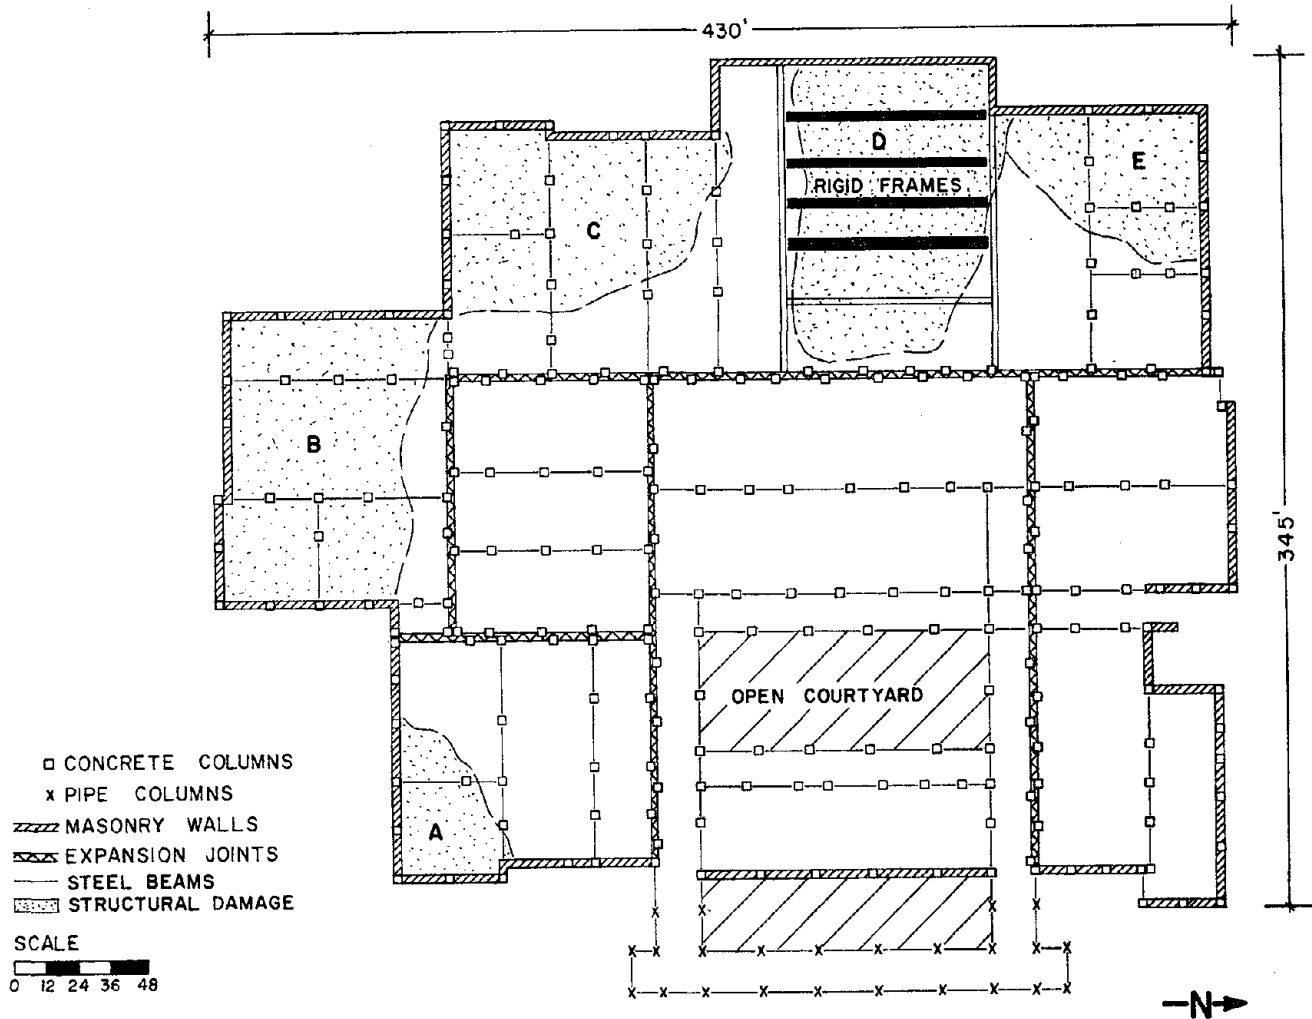 430'
D
E
RIGID FRAMES
C
B
345'
OPEN COURTYARD
CONCRETE COLUMNS
x PIPE COLUMNS
MASONRY WALLS
A
EXPANSION JOINTS
STEEL BEAMS
STRUCTURAL DAMAGE
SCALE
0 12 24 36 48
N